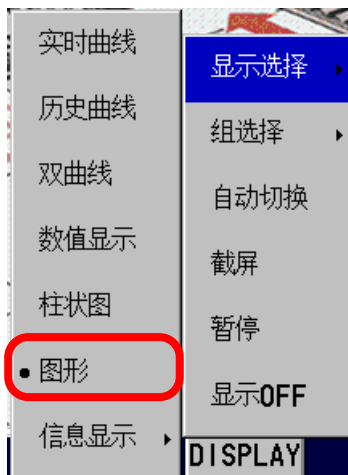 实时曲线
历史曲线
双曲线
数值显示
柱状图
图形
信息显示
显示选择
组选择
自动切换
截屏
暂停
显示OFF
DISPLAY